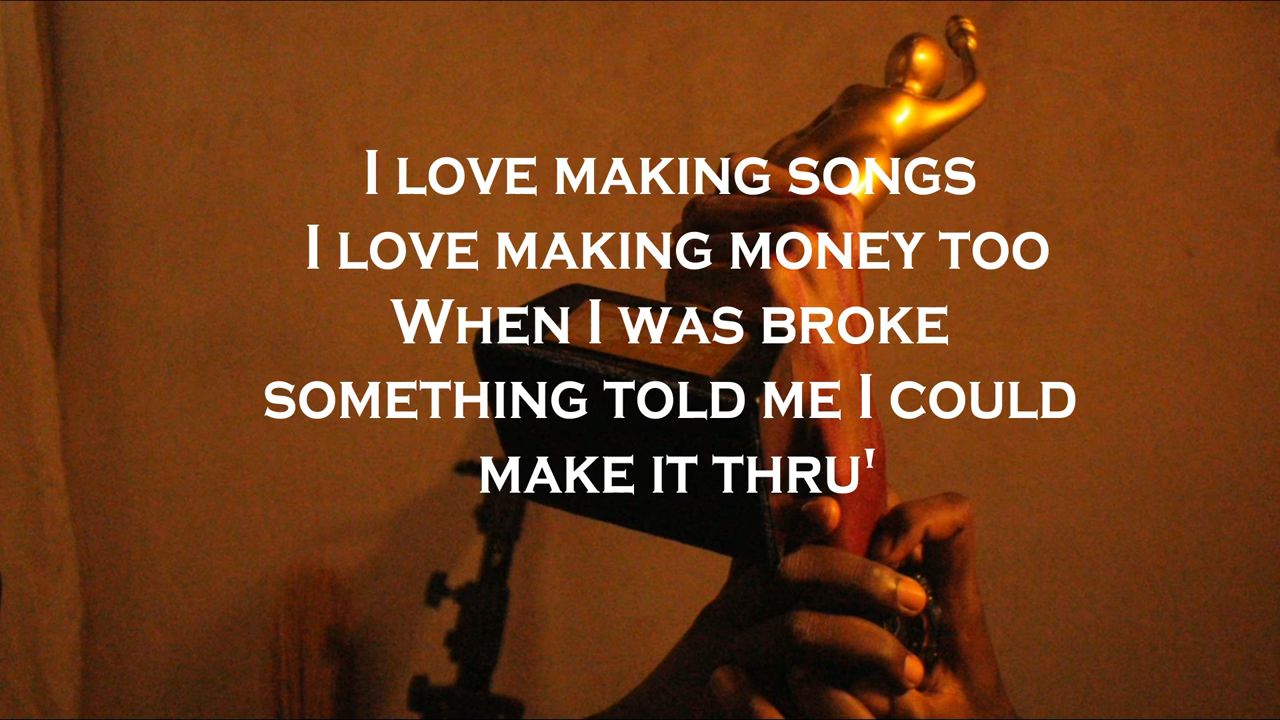 I LOVE MAKING SONGS
I LOVE MAKING MONEY TOO
WHEN I WAS BROKE
SOMETHING TOLD ME I COULD
MAKE IT THRU'